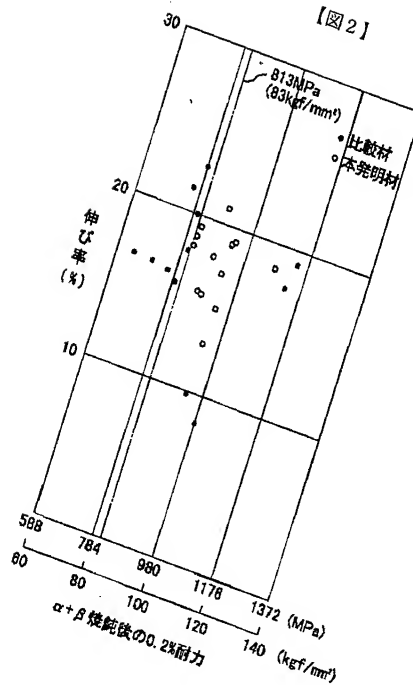 【図2】
30
813MPa
(83kgf/mm²)
比較材
本発明材
20
伸び率
(%)
10
588
784
980
1176
1372 (MPa)
60
80
100
120
140 (kgf/mm²)
α+β焼鈍後の0.2%耐力